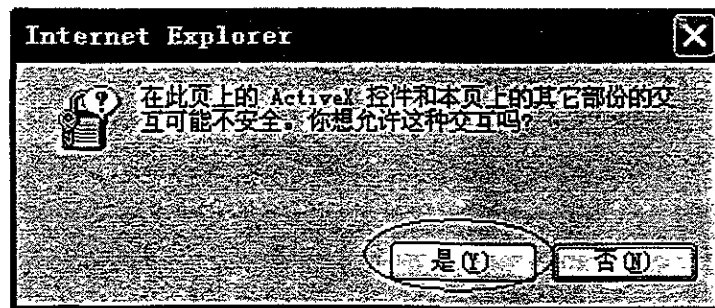 Internet Explorer
在此页上的 ActiveX 控件和本页上的其它部份的交
互可能不安全。你想允许这种交互吗?
是(Y)
否(N)